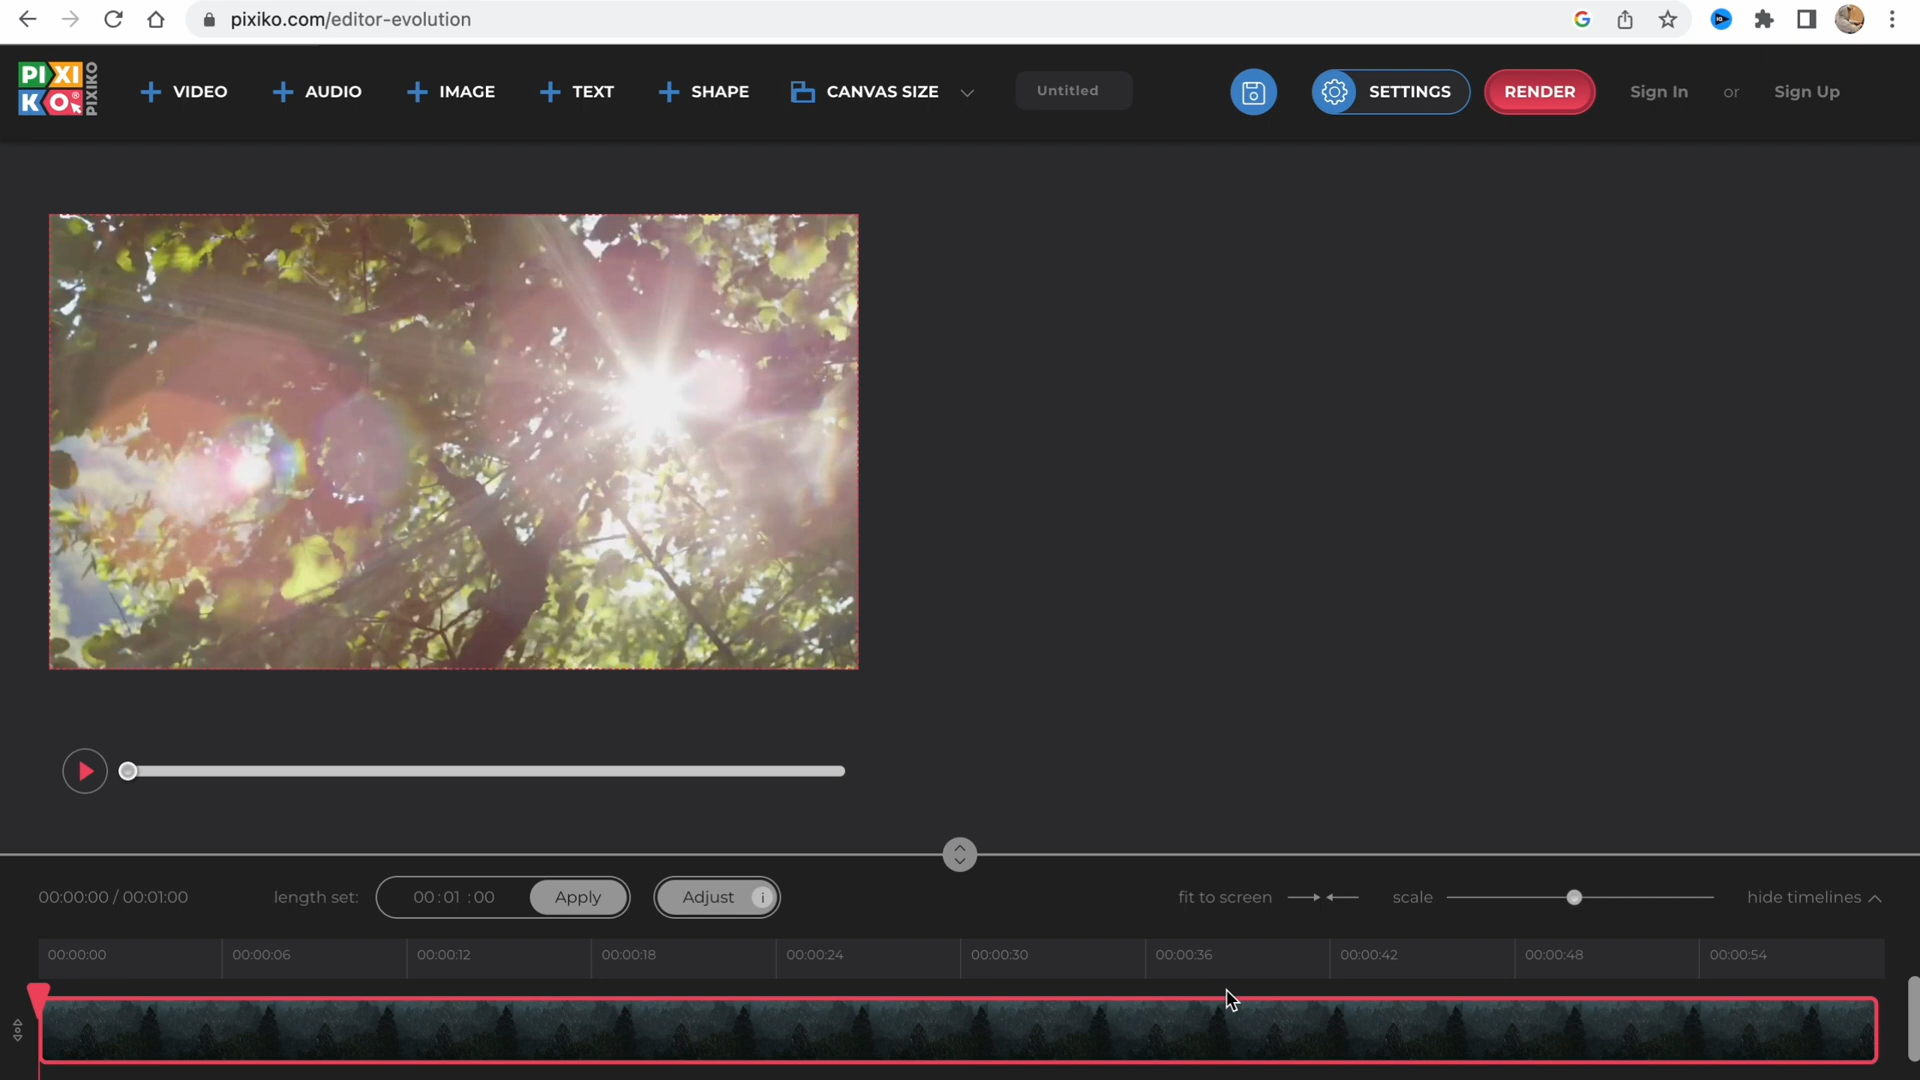 pixiko.com/editor-evolution
PIXIKO
PIXIKO
VIDEO
AUDIO
IMAGE
TEXT
SHAPE
CANVAS SIZE
Untitled
SETTINGS
RENDER
Sign In or Sign Up
00:00:00 / 00:01:00
length set:
00 : 01 : 00
Apply
Adjust i
fit to screen
scale
hide timelines
00:00:00 00:00:06 00:00:12 00:00:18 00:00:24 00:00:30 00:00:36 00:00:42 00:00:48 00:00:54